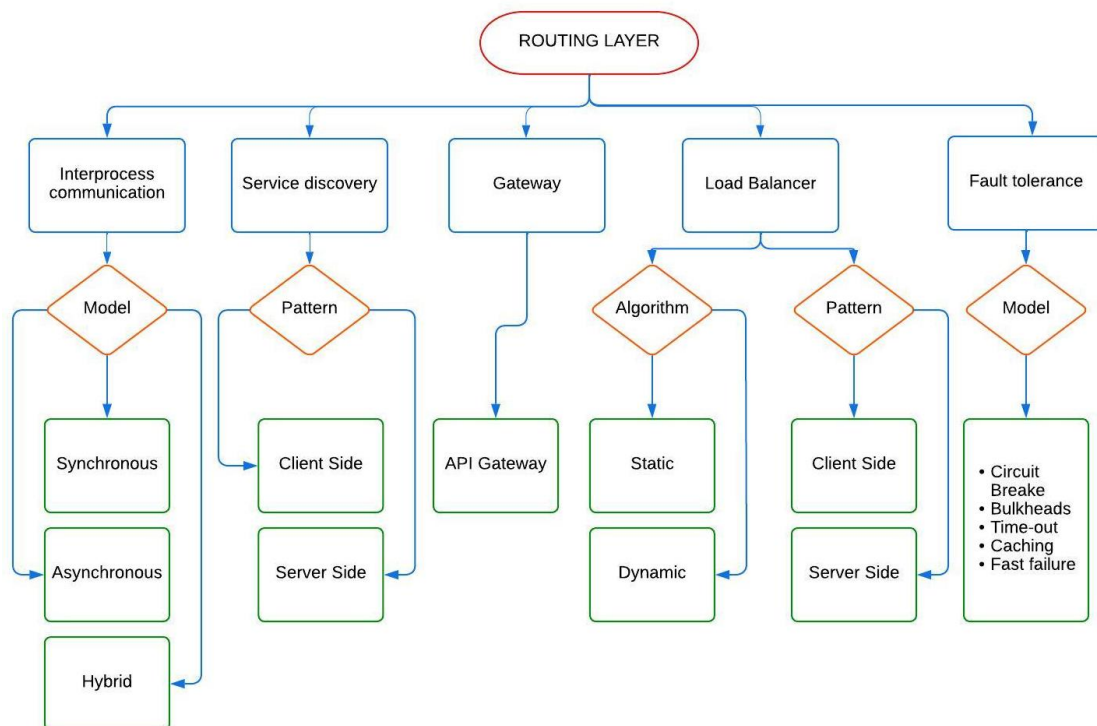 ROUTING LAYER
Interprocess
communication
Service discovery
Gateway
Load Balancer
Fault tolerance
Model
Pattern
Algorithm
Pattern
Model
Synchronous
Client Side
API Gateway
Static
Client Side
• Circuit
Breake
• Bulkheads
• Time-out
• Caching
• Fast failure
Asynchronous
Server Side
Dynamic
Server Side
Hybrid